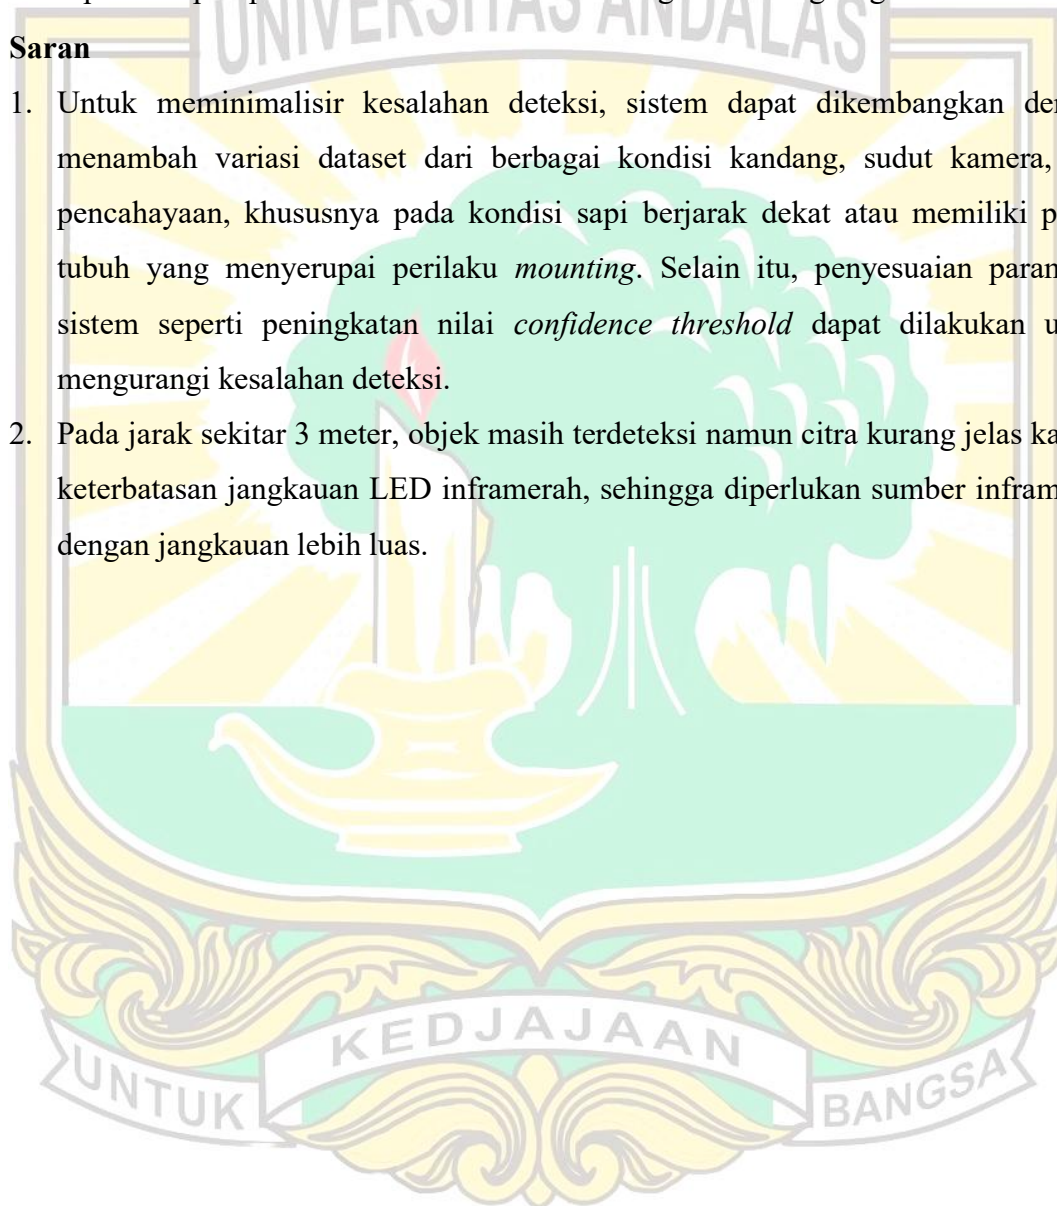 UNIVERSITAS ANDALAS
Saran
1. Untuk meminimalisir kesalahan deteksi, sistem dapat dikembangkan den
menambah variasi dataset dari berbagai kondisi kandang, sudut kamera,
pencahayaan, khususnya pada kondisi sapi berjarak dekat atau memiliki p
tubuh yang menyerupai perilaku mounting. Selain itu, penyesuaian param
sistem seperti peningkatan nilai confidence threshold dapat dilakukan u
mengurangi kesalahan deteksi.
2. Pada jarak sekitar 3 meter, objek masih terdeteksi namun citra kurang jelas ka
keterbatasan jangkauan LED inframerah, sehingga diperlukan sumber infram
dengan jangkauan lebih luas.
UNTUK KEDJAJAAN BANGSA